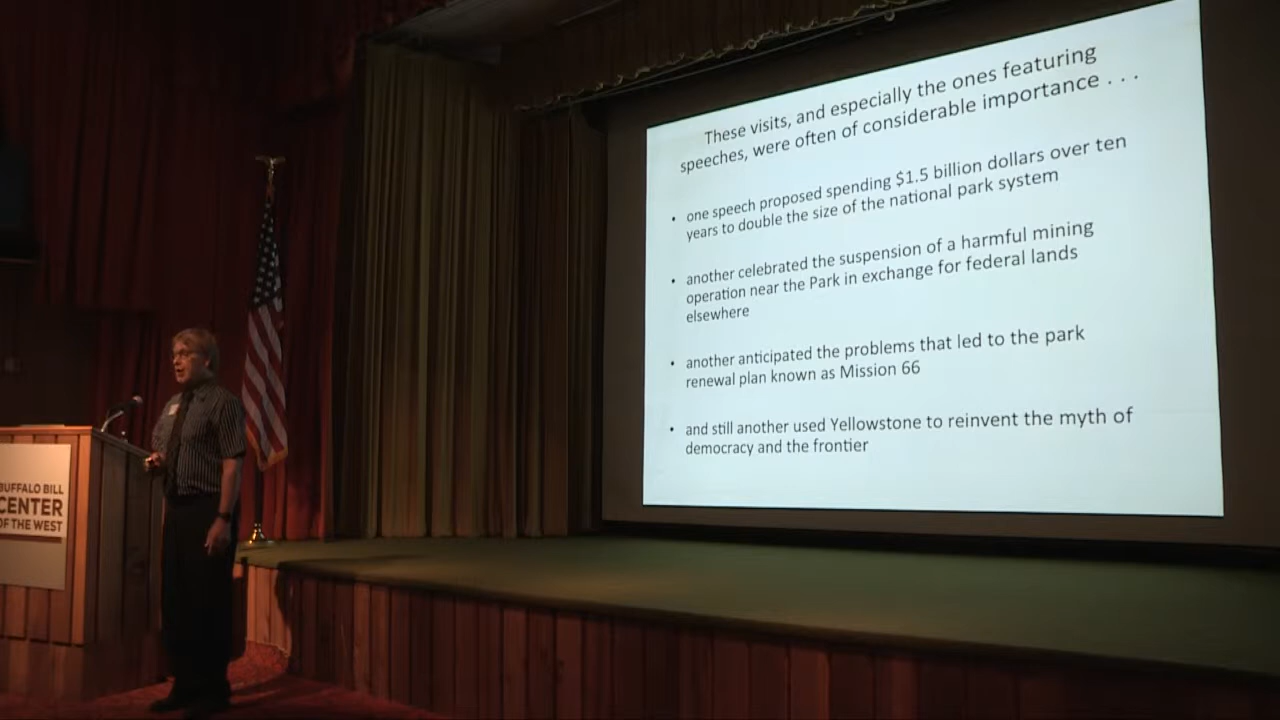 These visits, and especially the ones featuring
speeches, were often of considerable importance . . .
• one speech proposed spending $1.5 billion dollars over ten
years to double the size of the national park system
• another celebrated the suspension of a harmful mining
operation near the Park in exchange for federal lands
elsewhere
• another anticipated the problems that led to the park
renewal plan known as Mission 66
• and still another used Yellowstone to reinvent the myth of
democracy and the frontier
BUFFALO BILL
CENTER
OF THE WEST